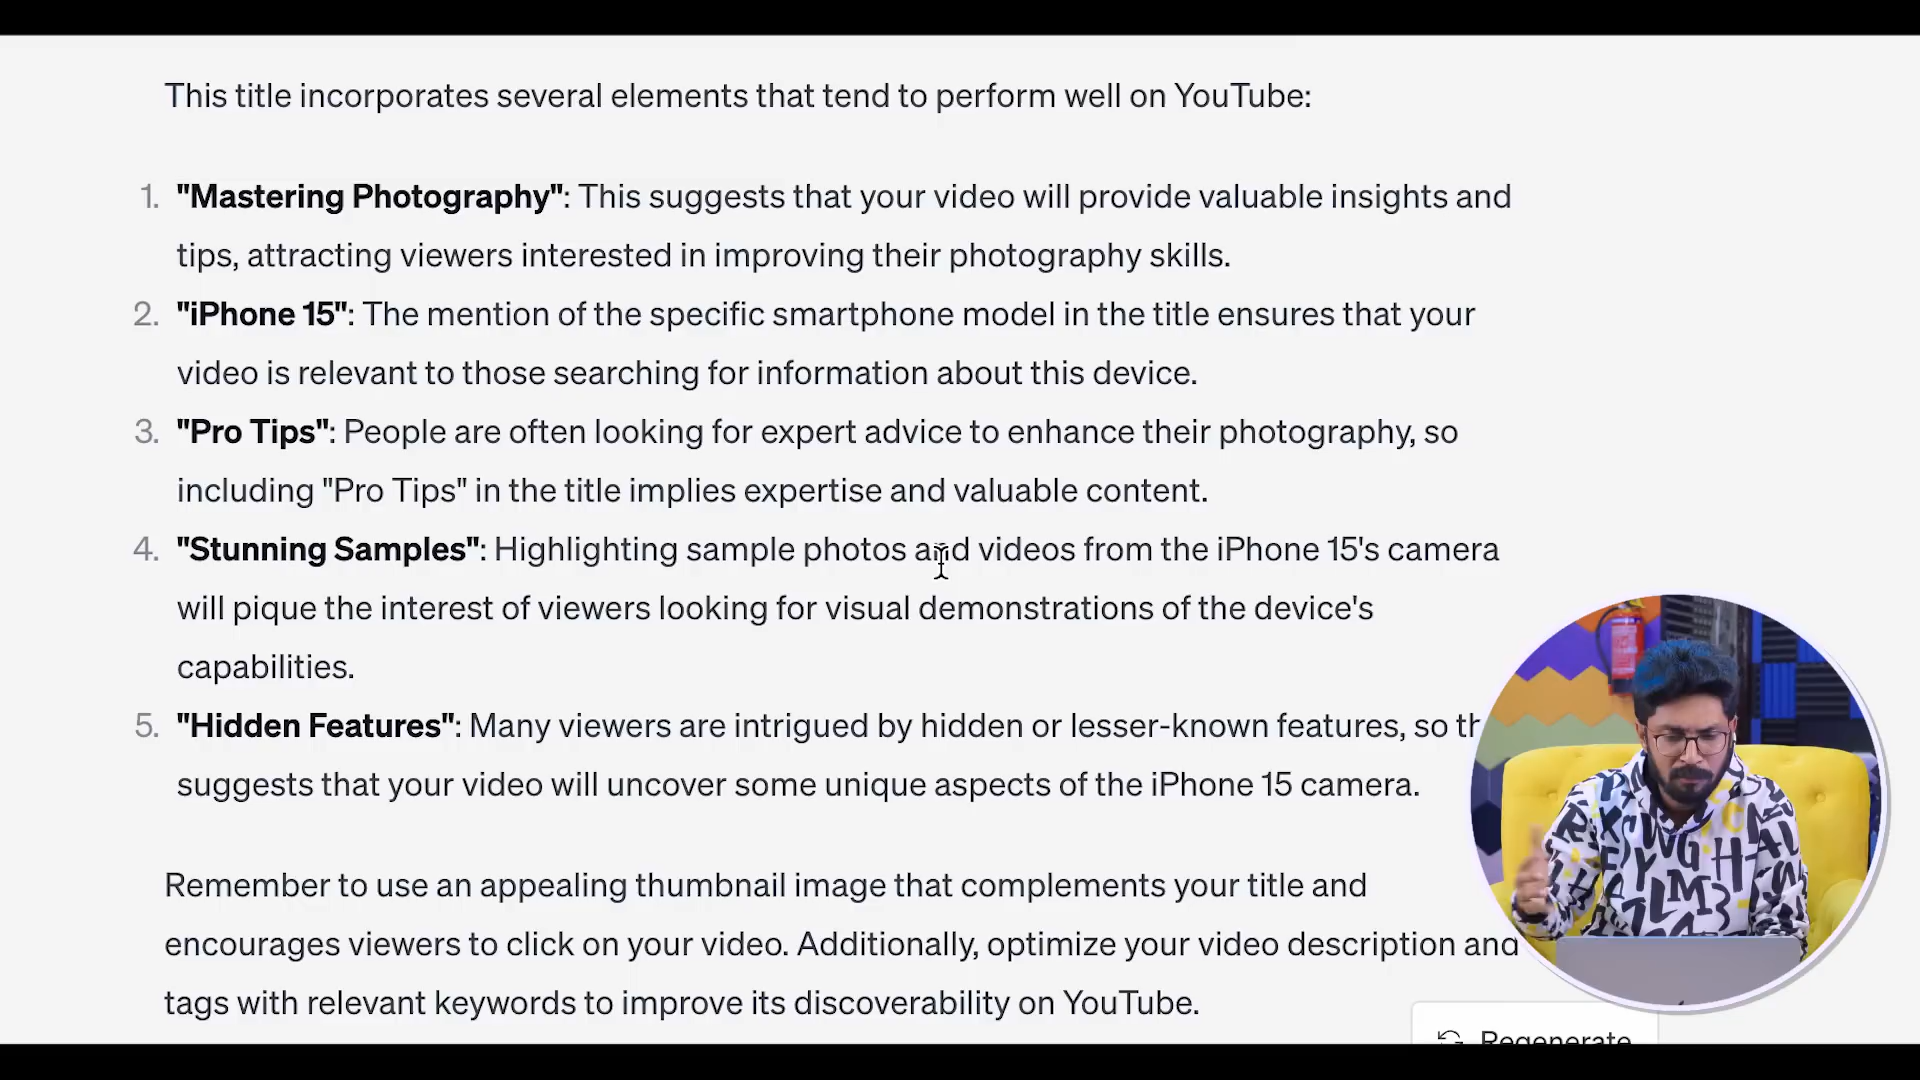 This title incorporates several elements that tend to perform well on YouTube:
1. "Mastering Photography": This suggests that your video will provide valuable insights and
tips, attracting viewers interested in improving their photography skills.
2. "iPhone 15": The mention of the specific smartphone model in the title ensures that your
video is relevant to those searching for information about this device.
3. "Pro Tips": People are often looking for expert advice to enhance their photography, so
including "Pro Tips" in the title implies expertise and valuable content.
4. "Stunning Samples": Highlighting sample photos and videos from the iPhone 15's camera
will pique the interest of viewers looking for visual demonstrations of the device's
capabilities.
5. "Hidden Features": Many viewers are intrigued by hidden or lesser-known features, so
suggests that your video will uncover some unique aspects of the iPhone 15 camera.
Remember to use an appealing thumbnail image that complements your title and
encourages viewers to click on your video. Additionally, optimize your video description and
tags with relevant keywords to improve its discoverability on YouTube.
Regenerate